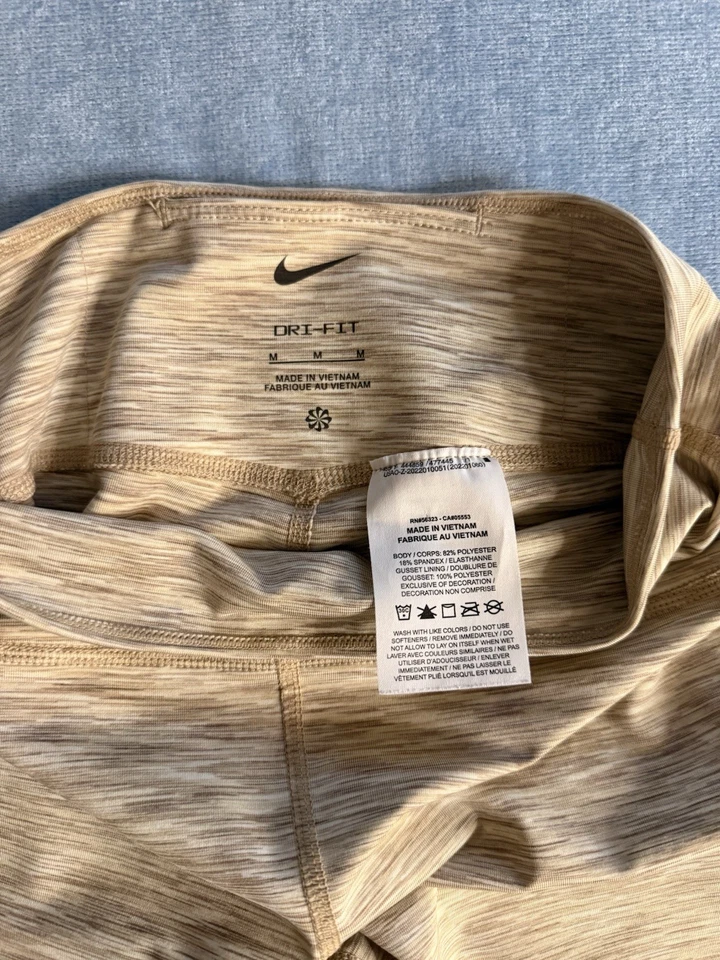 DRI-FIT
M M M
MADE IN VIETNAM
FABRIQUE AU VIETNAM
RN#56323 - CA#05553
MADE IN VIETNAM
FABRIQUE AU VIETNAM
BODY / CORPS: 82% POLYESTER
18% SPANDEX / ELASTHANNE
GUSSET LINING / DOUBLURE DE
GOUSSET: 100% POLYESTER
EXCLUSIVE OF DECORATION /
DECORATION NON COMPRISE
WASH WITH LIKE COLORS / DO NOT USE
SOFTENERS / REMOVE IMMEDIATELY / DO
NOT ALLOW TO LAY ON ITSELF WHEN WET
LAVER AVEC COULEURS SIMILAIRES / NE PAS
UTILISER D'ADOUCISSEUR / ENLEVER
IMMEDIATEMENT / NE PAS LAISSER LE
VÊTEMENT PLIÉ LORSQU'IL EST MOUILLÉ